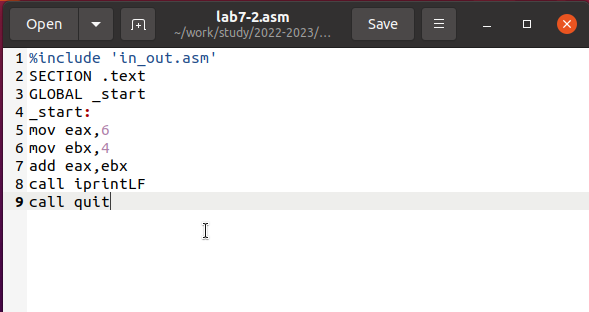 Open
lab7-2.asm
~/work/study/2022-2023/...
Save
1 %include 'in_out.asm'
2 SECTION .text
3 GLOBAL _start
4 _start:
5 mov eax,6
6 mov ebx,4
7 add eax,ebx
8 call iprintLF
9 call quit